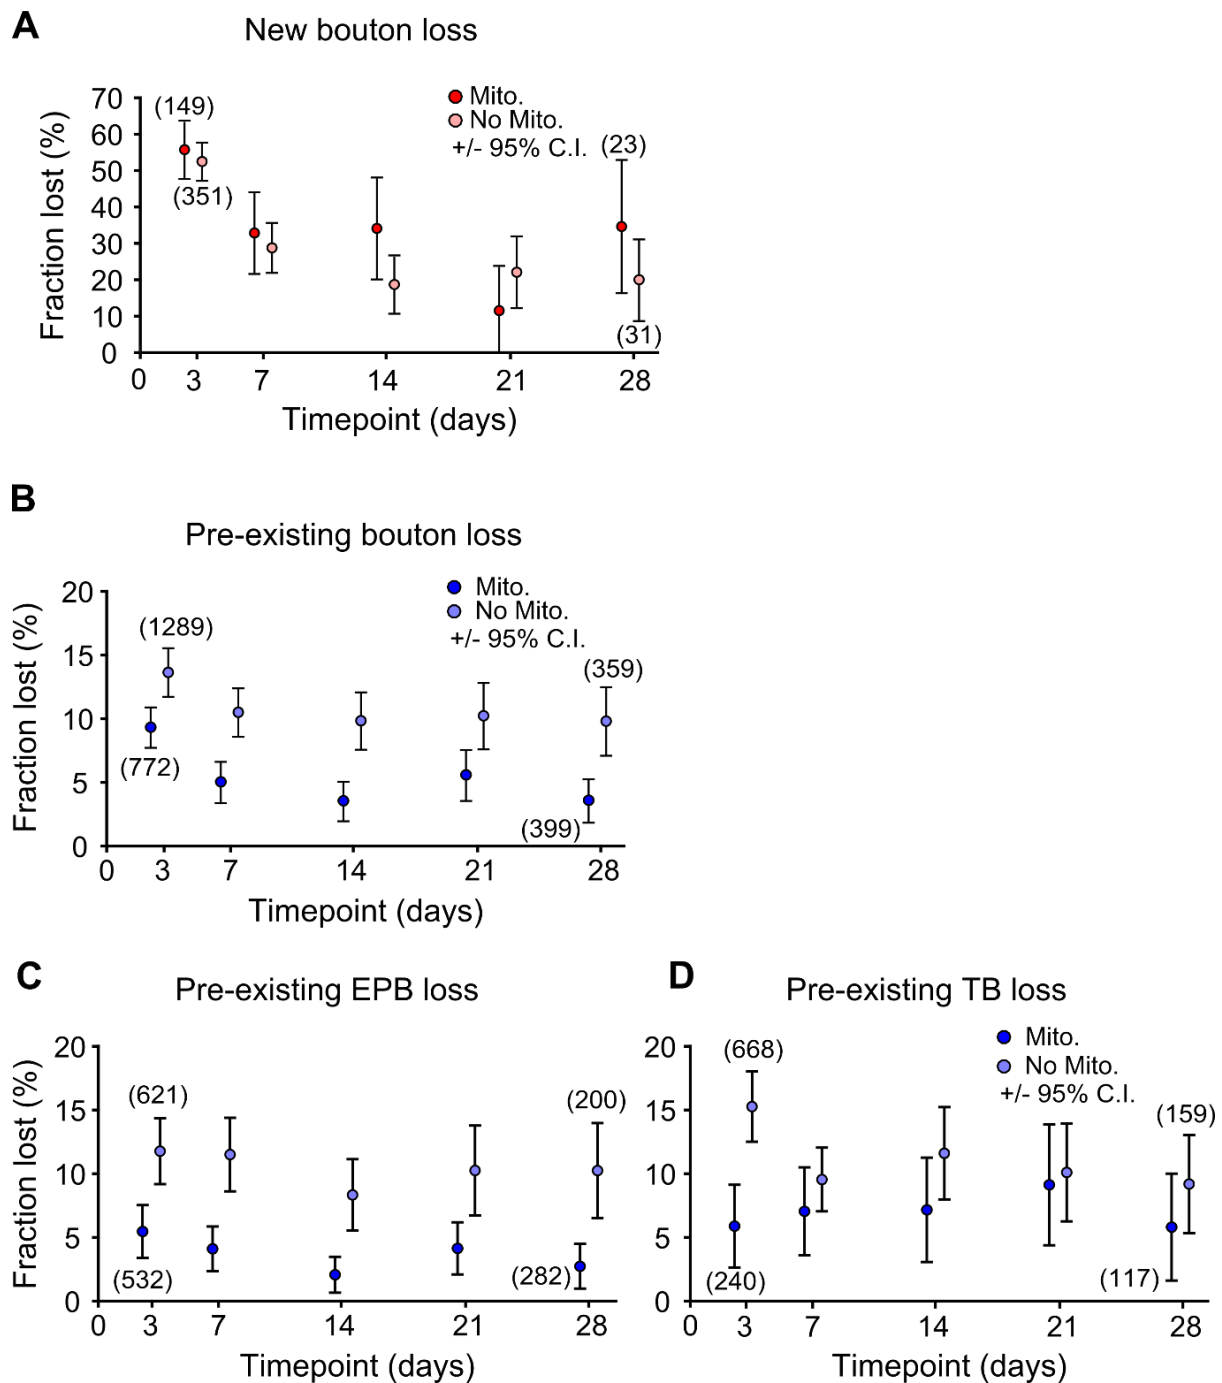 A
New bouton loss
Fraction lost (%)
70
60
50
40
30
20
10
0
(149)
(351)
Mito.
No Mito.
+/- 95% C.I.
(23)
(31)
0 3 7 14 21 28
Timepoint (days)
B
Pre-existing bouton loss
Fraction lost (%)
20
15
10
5
0
(1289)
(772)
Mito.
No Mito.
+/- 95% C.I.
(359)
(399)
0 3 7 14 21 28
Timepoint (days)
C
Pre-existing EPB loss
Fraction lost (%)
20
15
10
5
0
(621)
(532)
(200)
(282)
0 3 7 14 21 28
Timepoint (days)
D
Pre-existing TB loss
20
15
10
5
0
(668)
(240)
Mito.
No Mito.
+/- 95% C.I.
(159)
(117)
0 3 7 14 21 28
Timepoint (days)